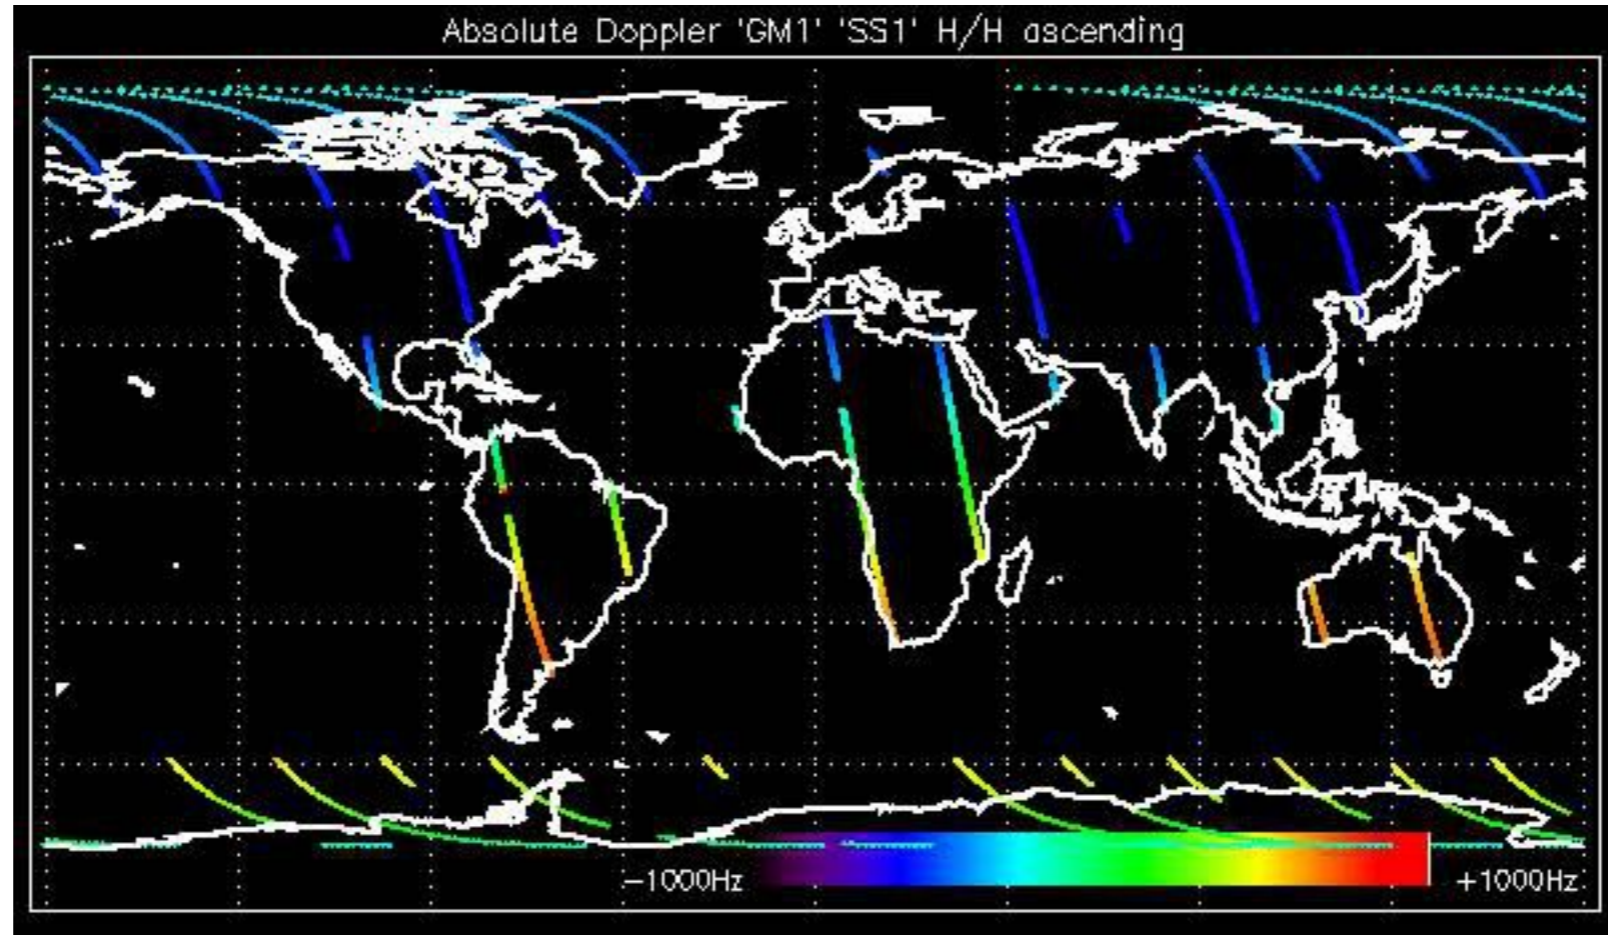 Absolute Doppler 'GM1' 'SS1' H/H ascending
−1000Hz
+1000Hz